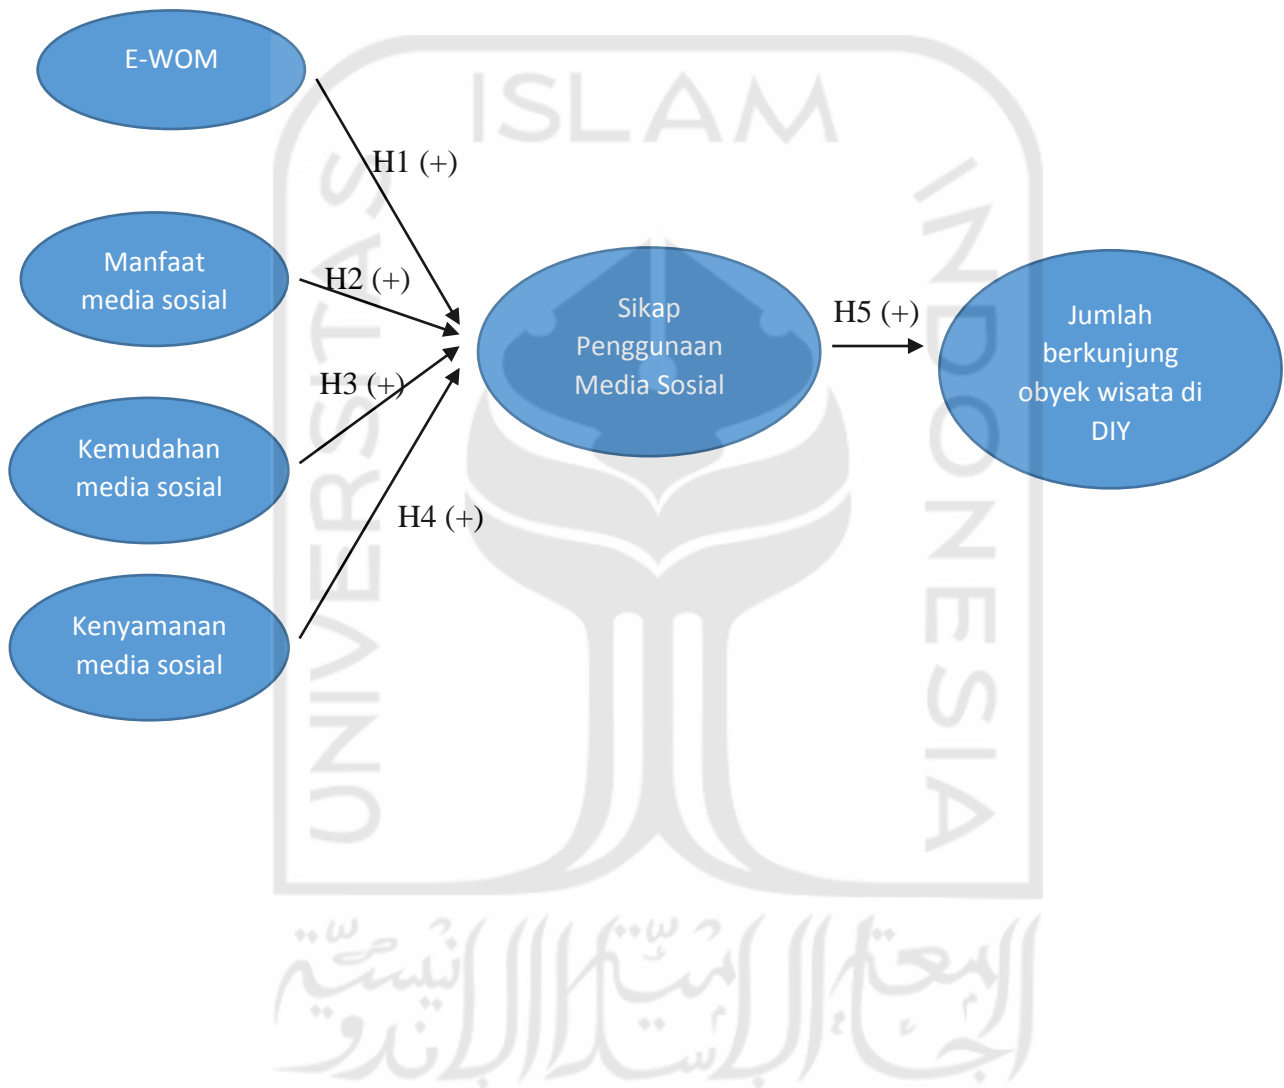 E-WOM
H1 (+)
Manfaat
media sosial
H2 (+)
Sikap
Penggunaan
Media Sosial
H5 (+)
Jumlah
berkunjung
obyek wisata di
DIY
H3 (+)
Kemudahan
media sosial
H4 (+)
Kenyamanan
media sosial
ISLAM
UNIVERSITAS
INDONESIA